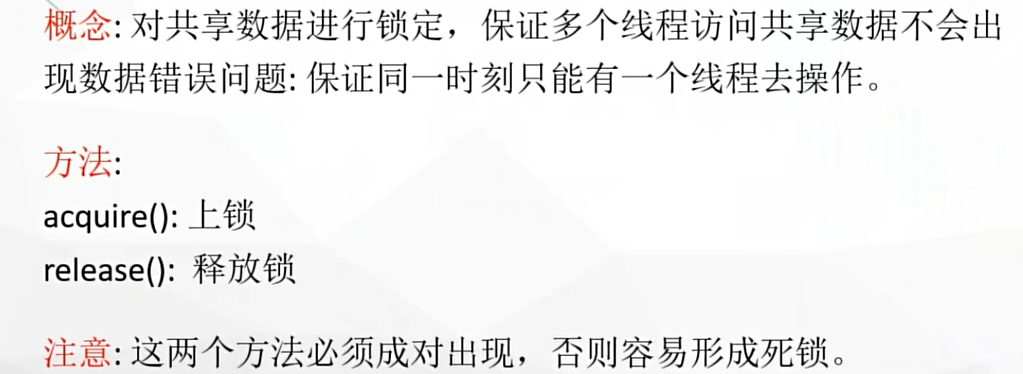 概念: 对共享数据进行锁定，保证多个线程访问共享数据不会出
现数据错误问题: 保证同一时刻只能有一个线程去操作。
方法:
acquire(): 上锁
release(): 释放锁
注意: 这两个方法必须成对出现，否则容易形成死锁。